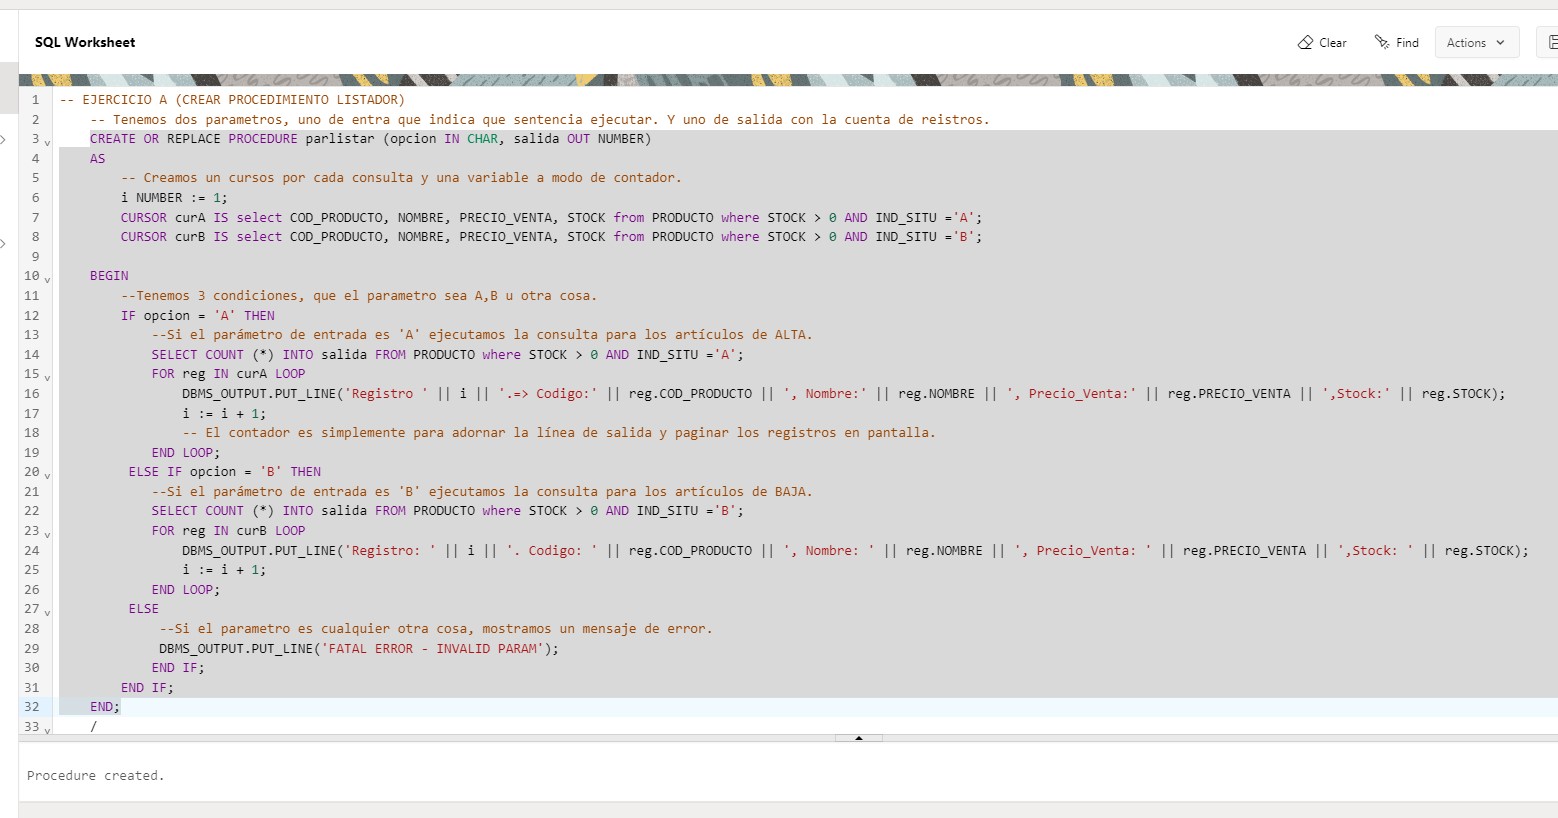 SQL Worksheet
Clear
Find
Actions
1 -- EJERCICIO A (CREAR PROCEDIMIENTO LISTADOR)
2 -- Tenemos dos parametros, uno de entra que indica que sentencia ejecutar. Y uno de salida con la cuenta de reistros.
3 CREATE OR REPLACE PROCEDURE parlistar (opcion IN CHAR, salida OUT NUMBER)
4 AS
5 -- Creamos un cursos por cada consulta y una variable a modo de contador.
6 i NUMBER := 1;
7 CURSOR curA IS select COD_PRODUCTO, NOMBRE, PRECIO_VENTA, STOCK from PRODUCTO where STOCK > 0 AND IND_SITU ='A';
8 CURSOR curB IS select COD_PRODUCTO, NOMBRE, PRECIO_VENTA, STOCK from PRODUCTO where STOCK > 0 AND IND_SITU ='B';
9
10 BEGIN
11 --Tenemos 3 condiciones, que el parametro sea A,B u otra cosa.
12 IF opcion = 'A' THEN
13 --Si el parámetro de entrada es 'A' ejecutamos la consulta para los artículos de ALTA.
14 SELECT COUNT (*) INTO salida FROM PRODUCTO where STOCK > 0 AND IND_SITU ='A';
15 FOR reg IN curA LOOP
16 DBMS_OUTPUT.PUT_LINE('Registro ' || i || '.=> Codigo:' || reg.COD_PRODUCTO || ', Nombre:' || reg.NOMBRE || ', Precio_Venta:' || reg.PRECIO_VENTA || ',Stock:' || reg.STOCK);
17 i := i + 1;
18 -- El contador es simplemente para adornar la línea de salida y paginar los registros en pantalla.
19 END LOOP;
20 ELSE IF opcion = 'B' THEN
21 --Si el parámetro de entrada es 'B' ejecutamos la consulta para los artículos de BAJA.
22 SELECT COUNT (*) INTO salida FROM PRODUCTO where STOCK > 0 AND IND_SITU ='B';
23 FOR reg IN curB LOOP
24 DBMS_OUTPUT.PUT_LINE('Registro: ' || i || '. Codigo: ' || reg.COD_PRODUCTO || ', Nombre: ' || reg.NOMBRE || ', Precio_Venta: ' || reg.PRECIO_VENTA || ',Stock: ' || reg.STOCK);
25 i := i + 1;
26 END LOOP;
27 ELSE
28 --Si el parametro es cualquier otra cosa, mostramos un mensaje de error.
29 DBMS_OUTPUT.PUT_LINE('FATAL ERROR - INVALID PARAM');
30 END IF;
31 END IF;
32 END;
33 /
Procedure created.